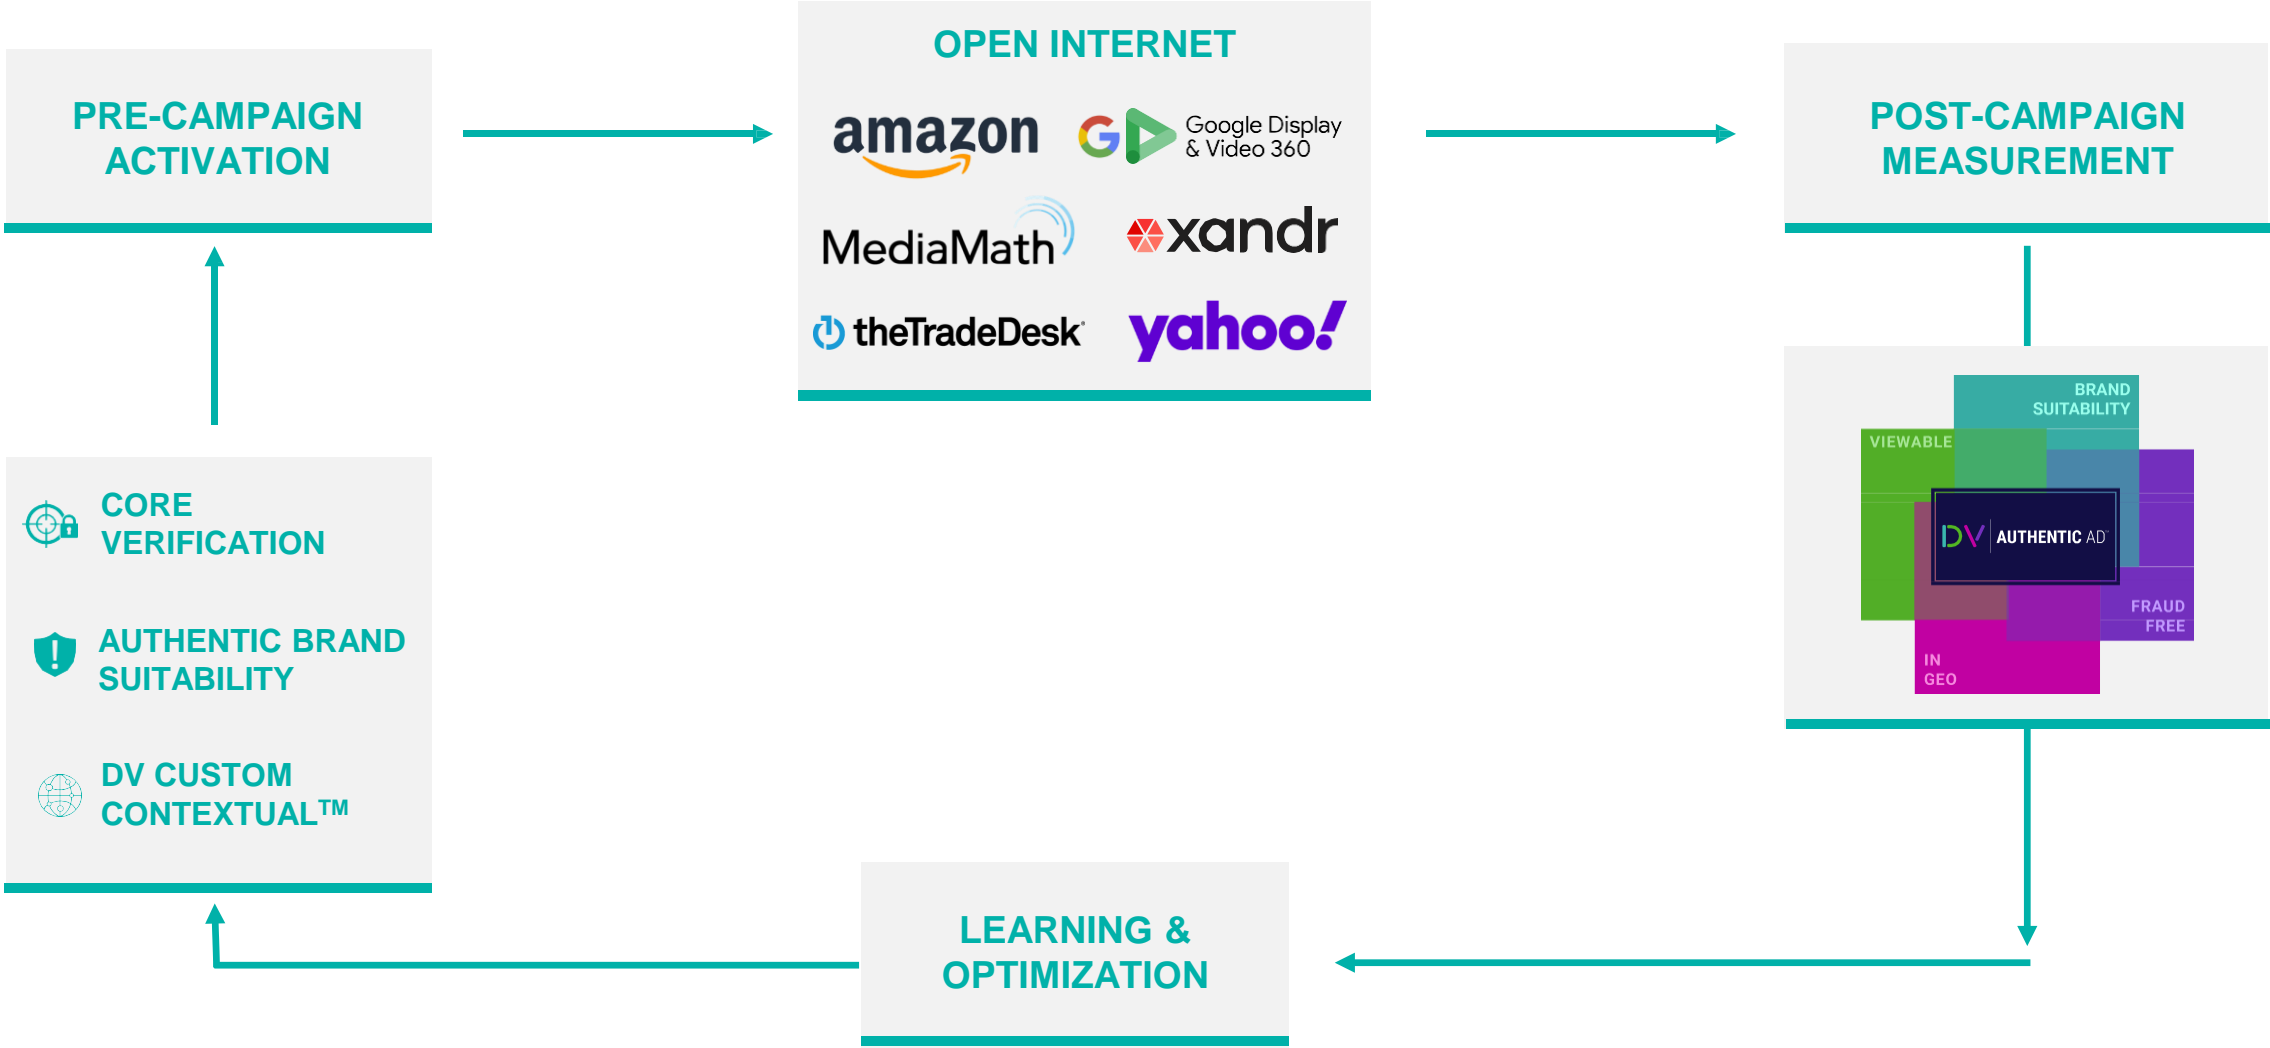 PRE-CAMPAIGN
ACTIVATION
OPEN INTERNET
amazon
Google Display
& Video 360
MediaMath
xandr
theTradeDesk
yahoo!
POST-CAMPAIGN
MEASUREMENT
BRAND
SUITABILITY
VIEWABLE
DV AUTHENTIC AD™
FRAUD
FREE
IN
GEO
CORE
VERIFICATION
AUTHENTIC BRAND
SUITABILITY
DV CUSTOM
CONTEXTUAL™
LEARNING &
OPTIMIZATION